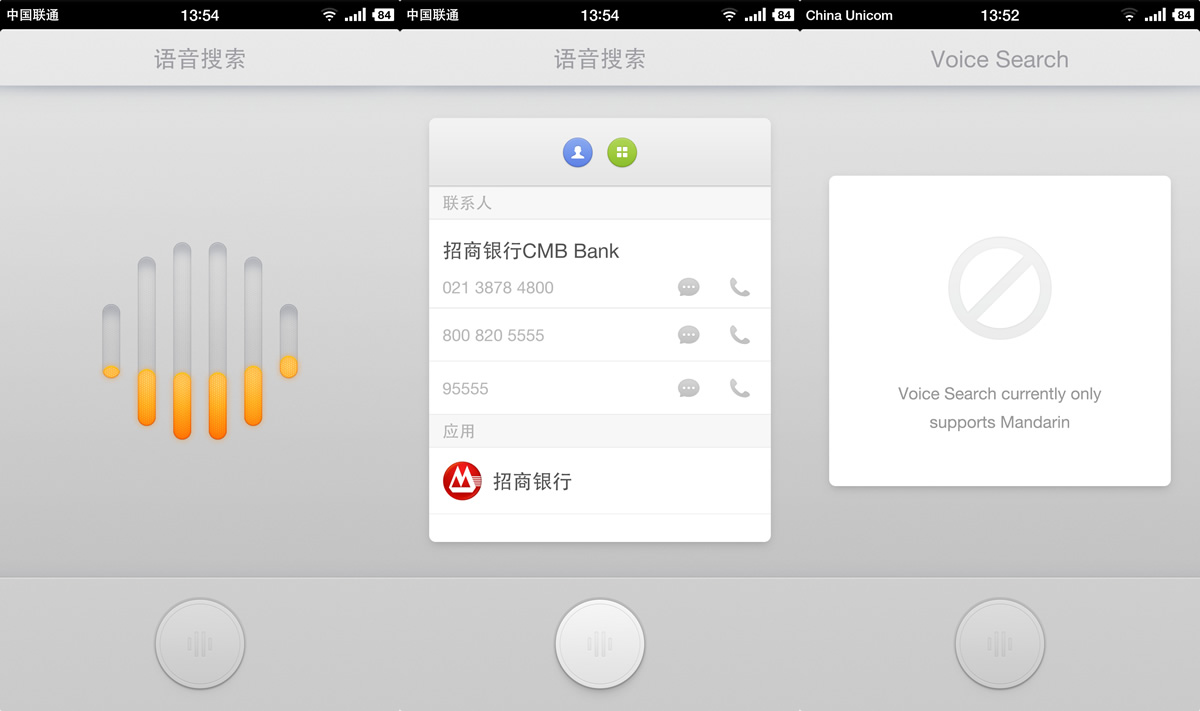 中国联通
13:54
84
语音搜索
中国联通
13:54
84
语音搜索
联系人
招商银行CMB Bank
021 3878 4800
800 820 5555
95555
应用
招商银行
China Unicom
13:52
84
Voice Search
Voice Search currently only
supports Mandarin